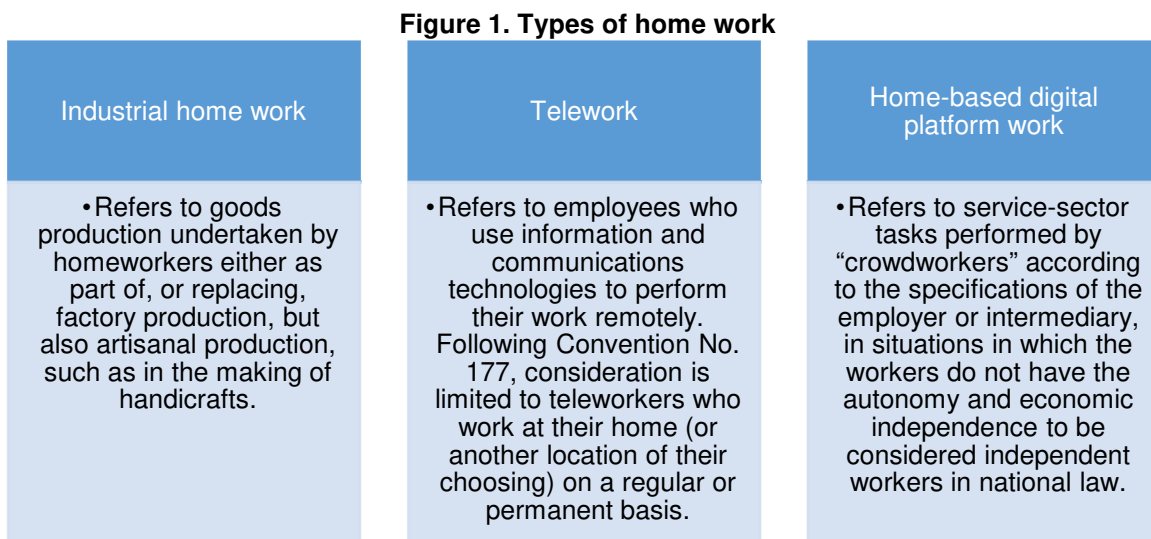 Figure 1. Types of home work
Industrial home work
•Refers to goods
production undertaken by
homeworkers either as
part of, or replacing,
factory production, but
also artisanal production,
such as in the making of
handicrafts.
Telework
•Refers to employees who
use information and
communications
technologies to perform
their work remotely.
Following Convention No.
177, consideration is
limited to teleworkers who
work at their home (or
another location of their
choosing) on a regular or
permanent basis.
Home-based digital
platform work
•Refers to service-sector
tasks performed by
“crowdworkers” according
to the specifications of the
employer or intermediary,
in situations in which the
workers do not have the
autonomy and economic
independence to be
considered independent
workers in national law.